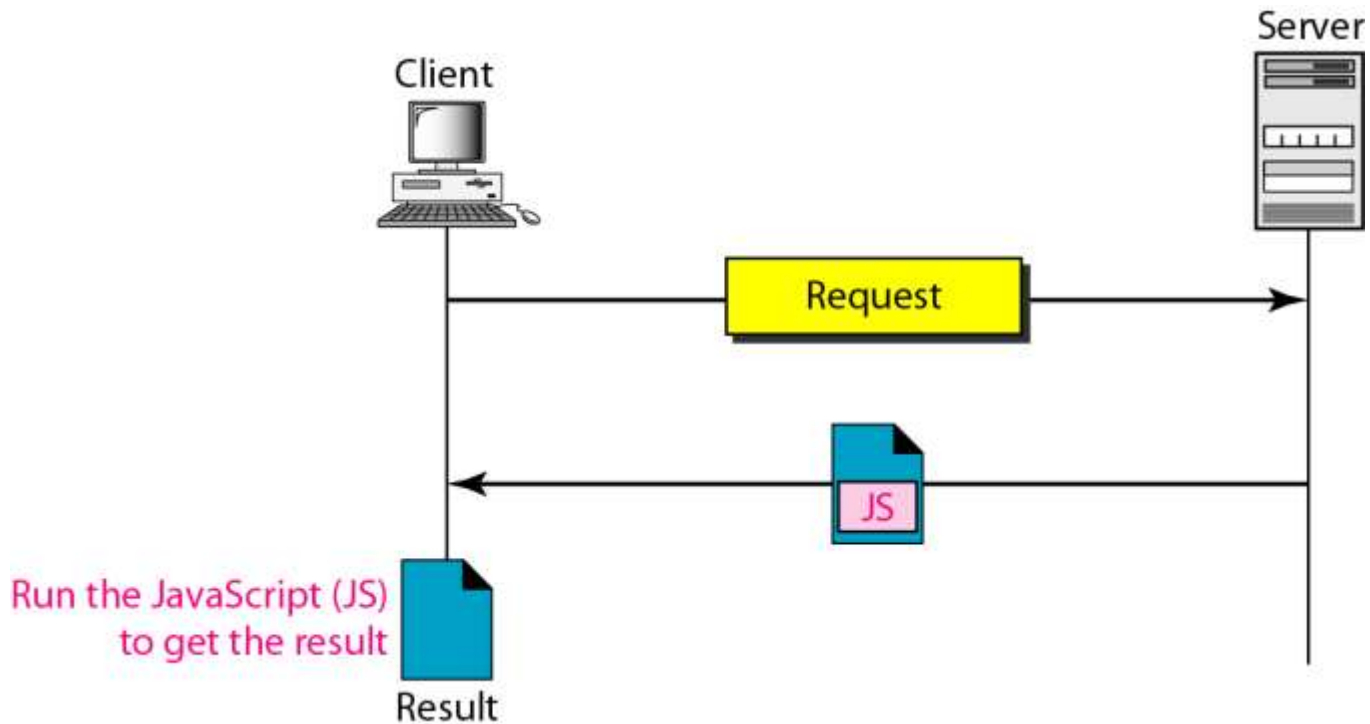 Server
Client
Request
JS
Run the JavaScript (JS)
to get the result
Result